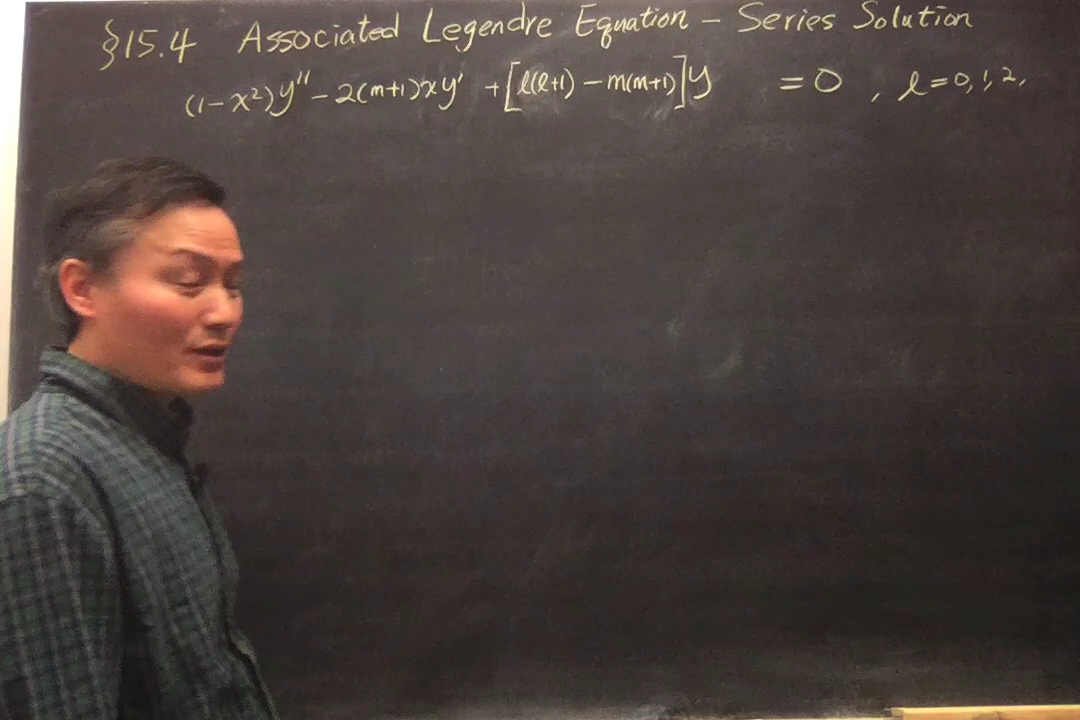 §15.4 Associated Legendre Equation – Series Solution
(1-x²)y'' - 2(m+1)xy' + [l(l+1) - m(m+1)]y = 0 , l=0,1,2,